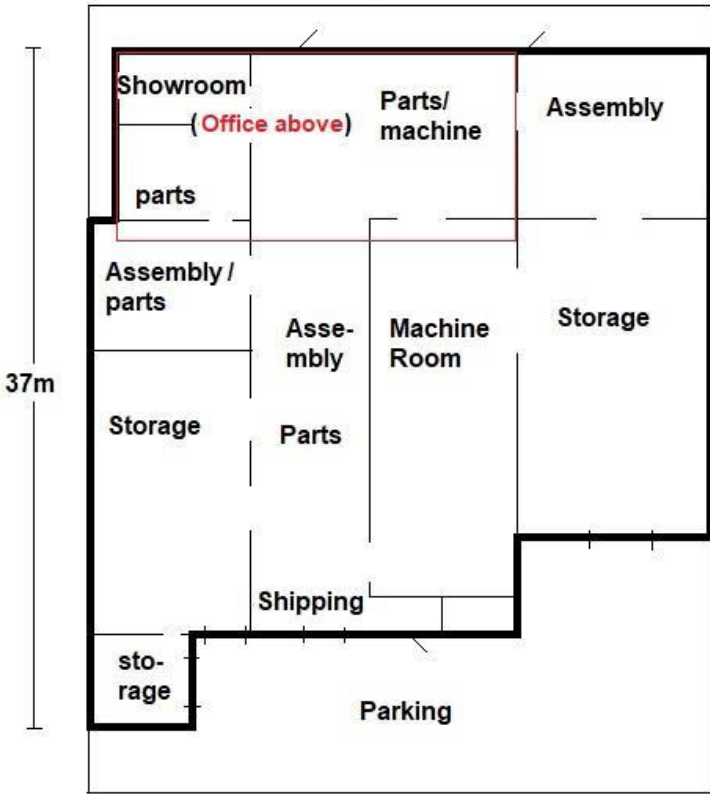 Showroom
(Office above)
Parts/
machine
Assembly
parts
Assembly /
parts
Asse-
mbly
Machine
Room
Storage
37m
Storage
Parts
Shipping
sto-
rage
Parking